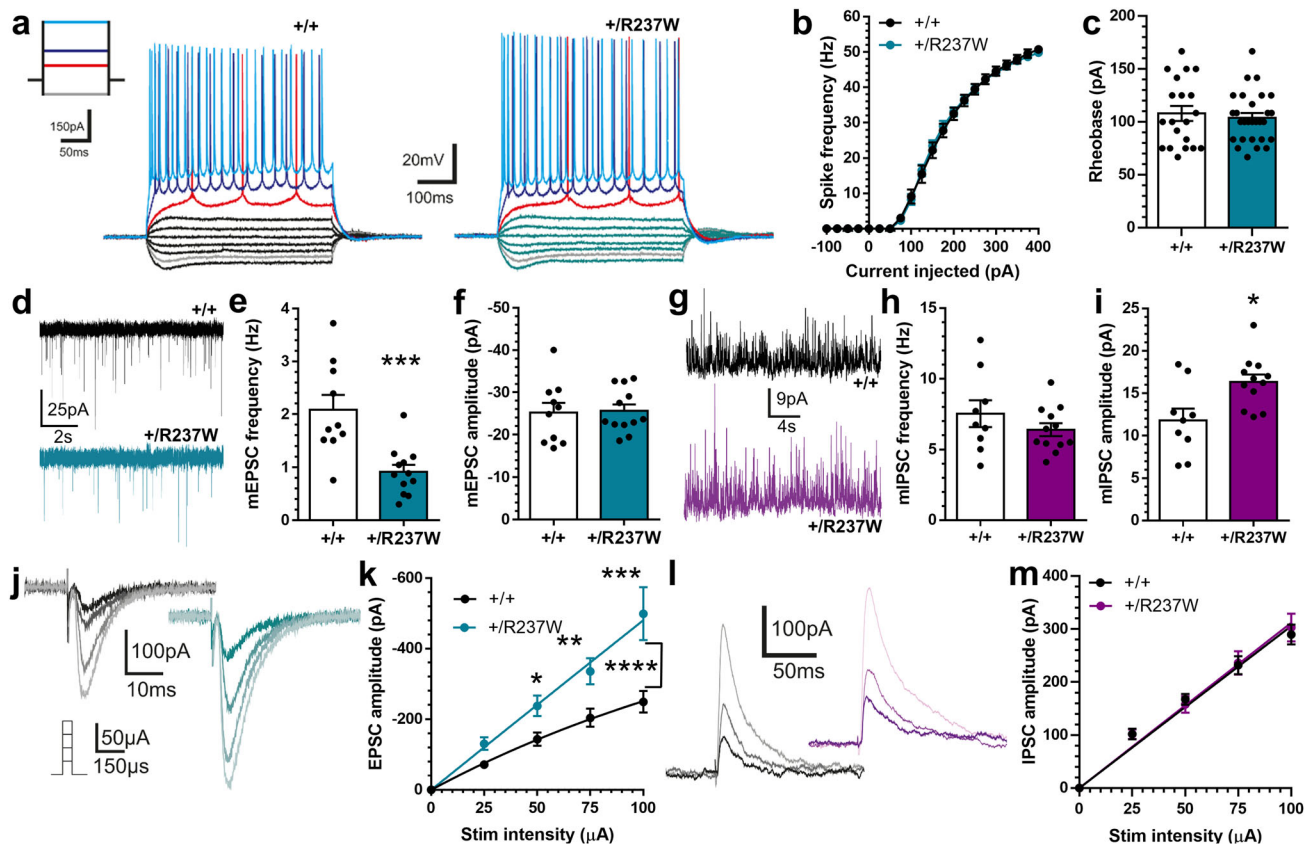 a
+/+
+/R237W
150pA
50ms
20mV
100ms
b
+/+
+/R237W
Spike frequency (Hz)
60
50
40
30
20
10
0
-100 0 100 200 300 400
Current injected (pA)
c
Rheobase (pA)
200
150
100
50
0
+/+ +/R237W
d
+/+
25pA
2s
+/R237W
e
mEPSC frequency (Hz)
4
3
2
1
0
***
+/+ +/R237W
f
mEPSC amplitude (pA)
-50
-40
-30
-20
-10
0
+/+ +/R237W
g
+/+
9pA
4s
+/R237W
h
mIPSC frequency (Hz)
15
10
5
0
+/+ +/R237W
i
mIPSC amplitude (pA)
25
20
15
10
5
0
*
+/+ +/R237W
j
100pA
10ms
50µA
150µs
k
+/+
+/R237W
EPSC amplitude (pA)
-600
-400
-200
0
*
**
***
****
0 25 50 75 100
Stim intensity (µA)
l
100pA
50ms
m
+/+
+/R237W
IPSC amplitude (pA)
400
300
200
100
0
0 25 50 75 100
Stim intensity (µA)